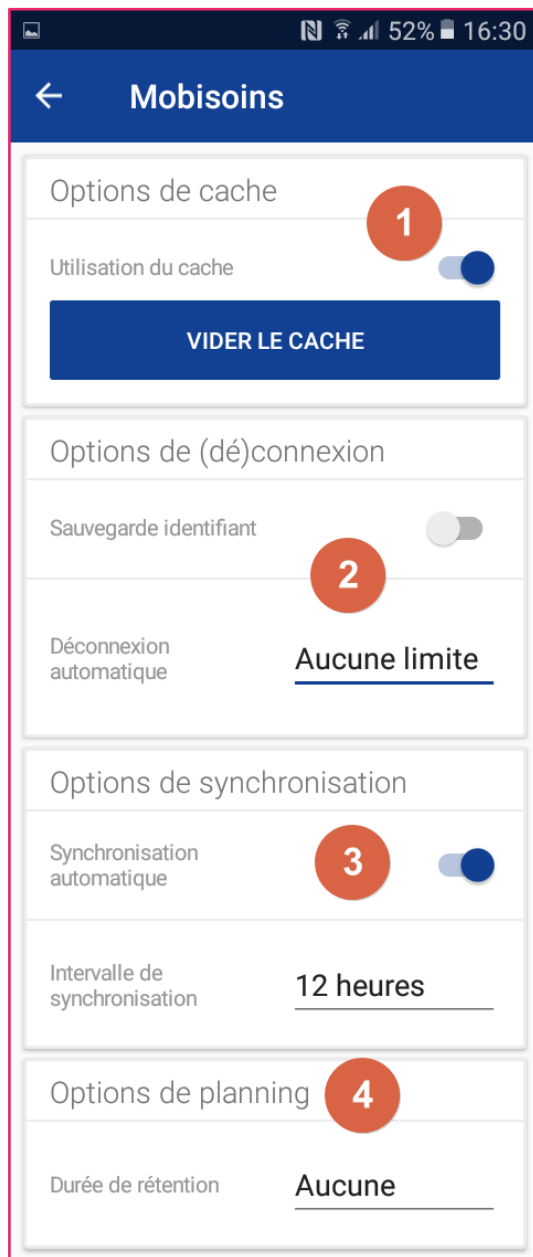 52% 16:30
Mobisoins
Options de cache
1
Utilisation du cache
VIDER LE CACHE
Options de (dé)connexion
Sauvegarde identifiant
2
Déconnexion
automatique
Aucune limite
Options de synchronisation
Synchronisation
automatique
3
Intervalle de
synchronisation
12 heures
Options de planning
4
Durée de rétention
Aucune